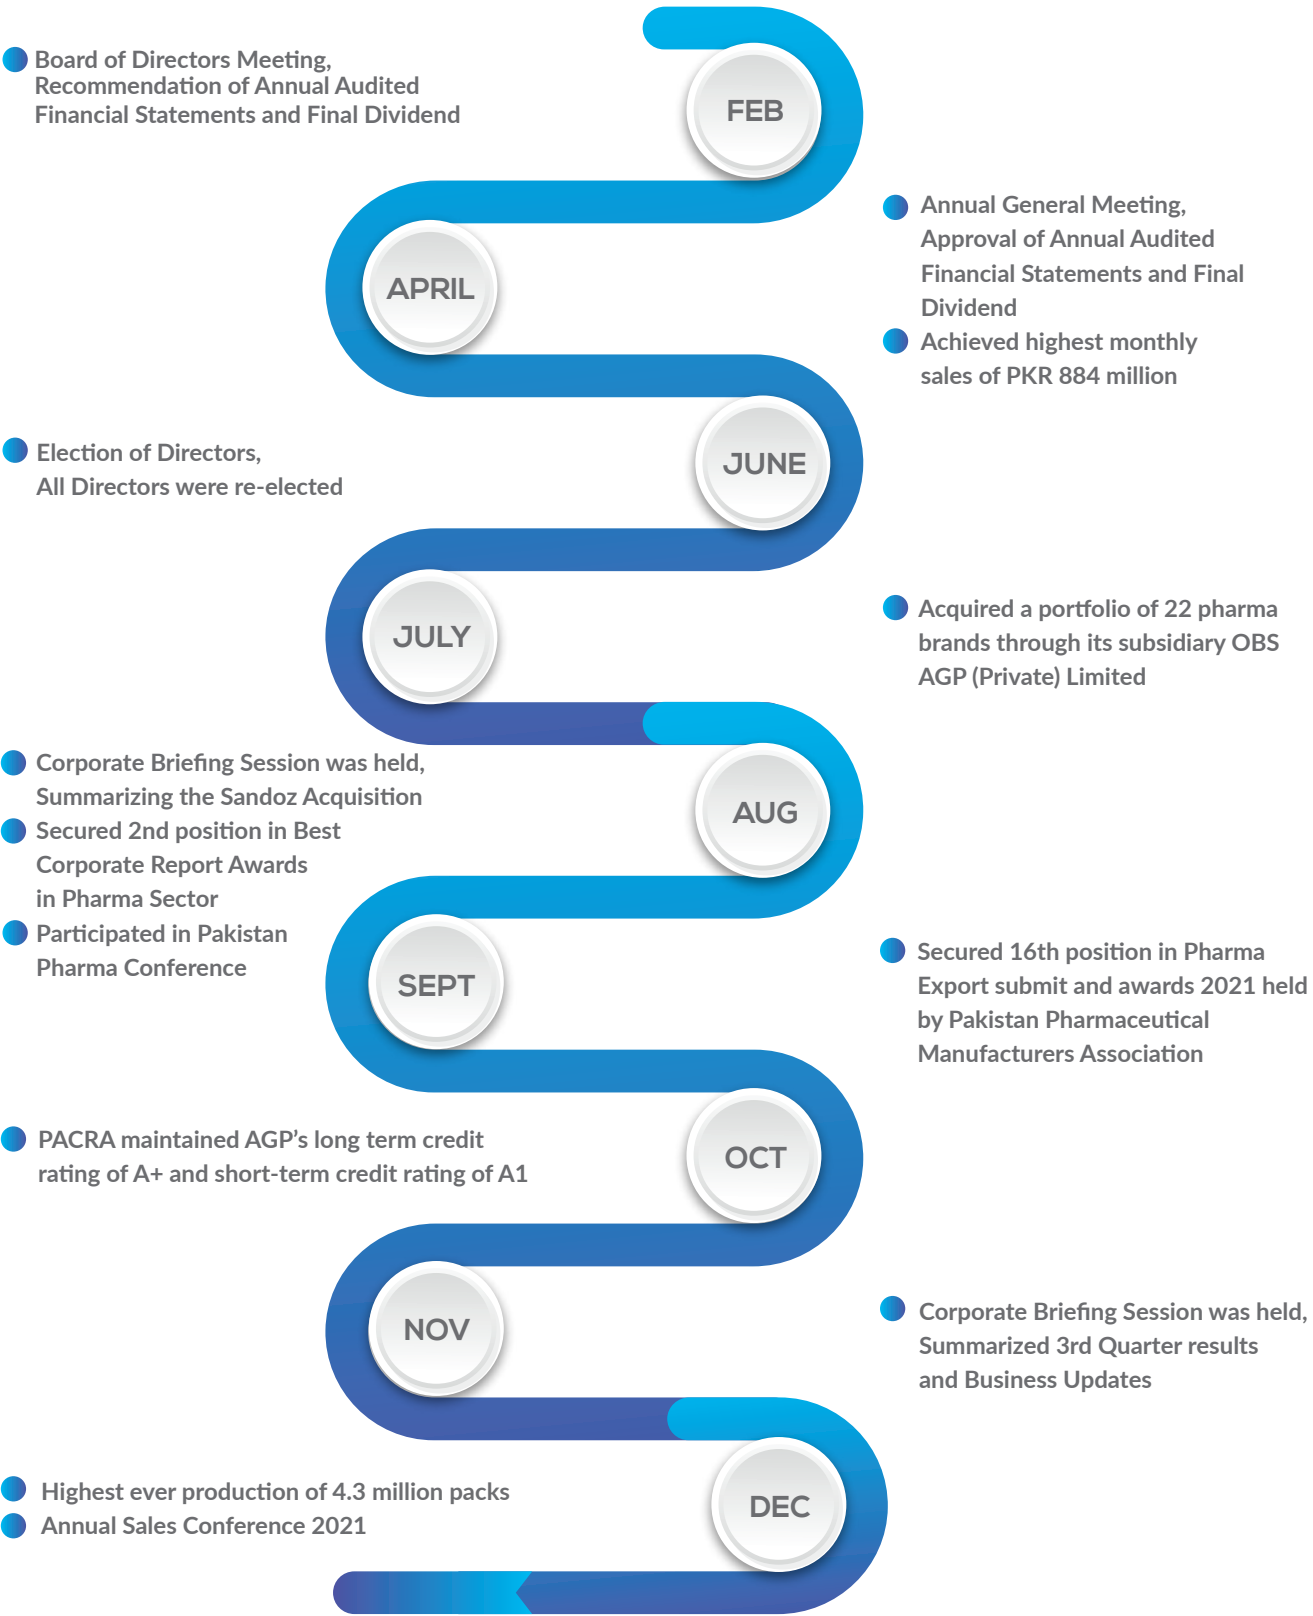 FEB
Board of Directors Meeting,
Recommendation of Annual Audited
Financial Statements and Final Dividend
APRIL
Annual General Meeting,
Approval of Annual Audited
Financial Statements and Final
Dividend
Achieved highest monthly
sales of PKR 884 million
JUNE
Election of Directors,
All Directors were re-elected
JULY
Acquired a portfolio of 22 pharma
brands through its subsidiary OBS
AGP (Private) Limited
AUG
Corporate Briefing Session was held,
Summarizing the Sandoz Acquisition
Secured 2nd position in Best
Corporate Report Awards
in Pharma Sector
Participated in Pakistan
Pharma Conference
SEPT
Secured 16th position in Pharma
Export submit and awards 2021 held
by Pakistan Pharmaceutical
Manufacturers Association
OCT
PACRA maintained AGP’s long term credit
rating of A+ and short-term credit rating of A1
NOV
Corporate Briefing Session was held,
Summarized 3rd Quarter results
and Business Updates
DEC
Highest ever production of 4.3 million packs
Annual Sales Conference 2021